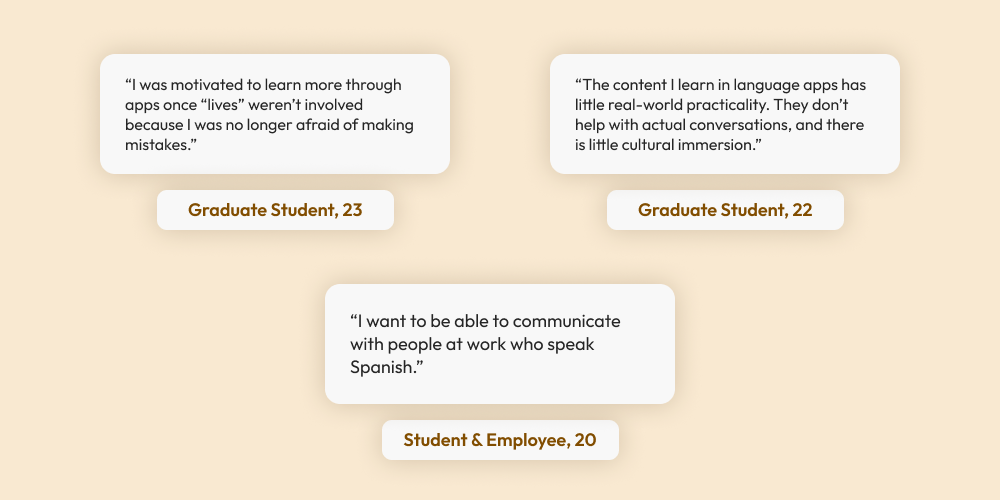 “I was motivated to learn more through
apps once “lives” weren’t involved
because I was no longer afraid of making
mistakes.”
Graduate Student, 23
“The content I learn in language apps has
little real-world practicality. They don’t
help with actual conversations, and there
is little cultural immersion.”
Graduate Student, 22
“I want to be able to communicate
with people at work who speak
Spanish.”
Student & Employee, 20